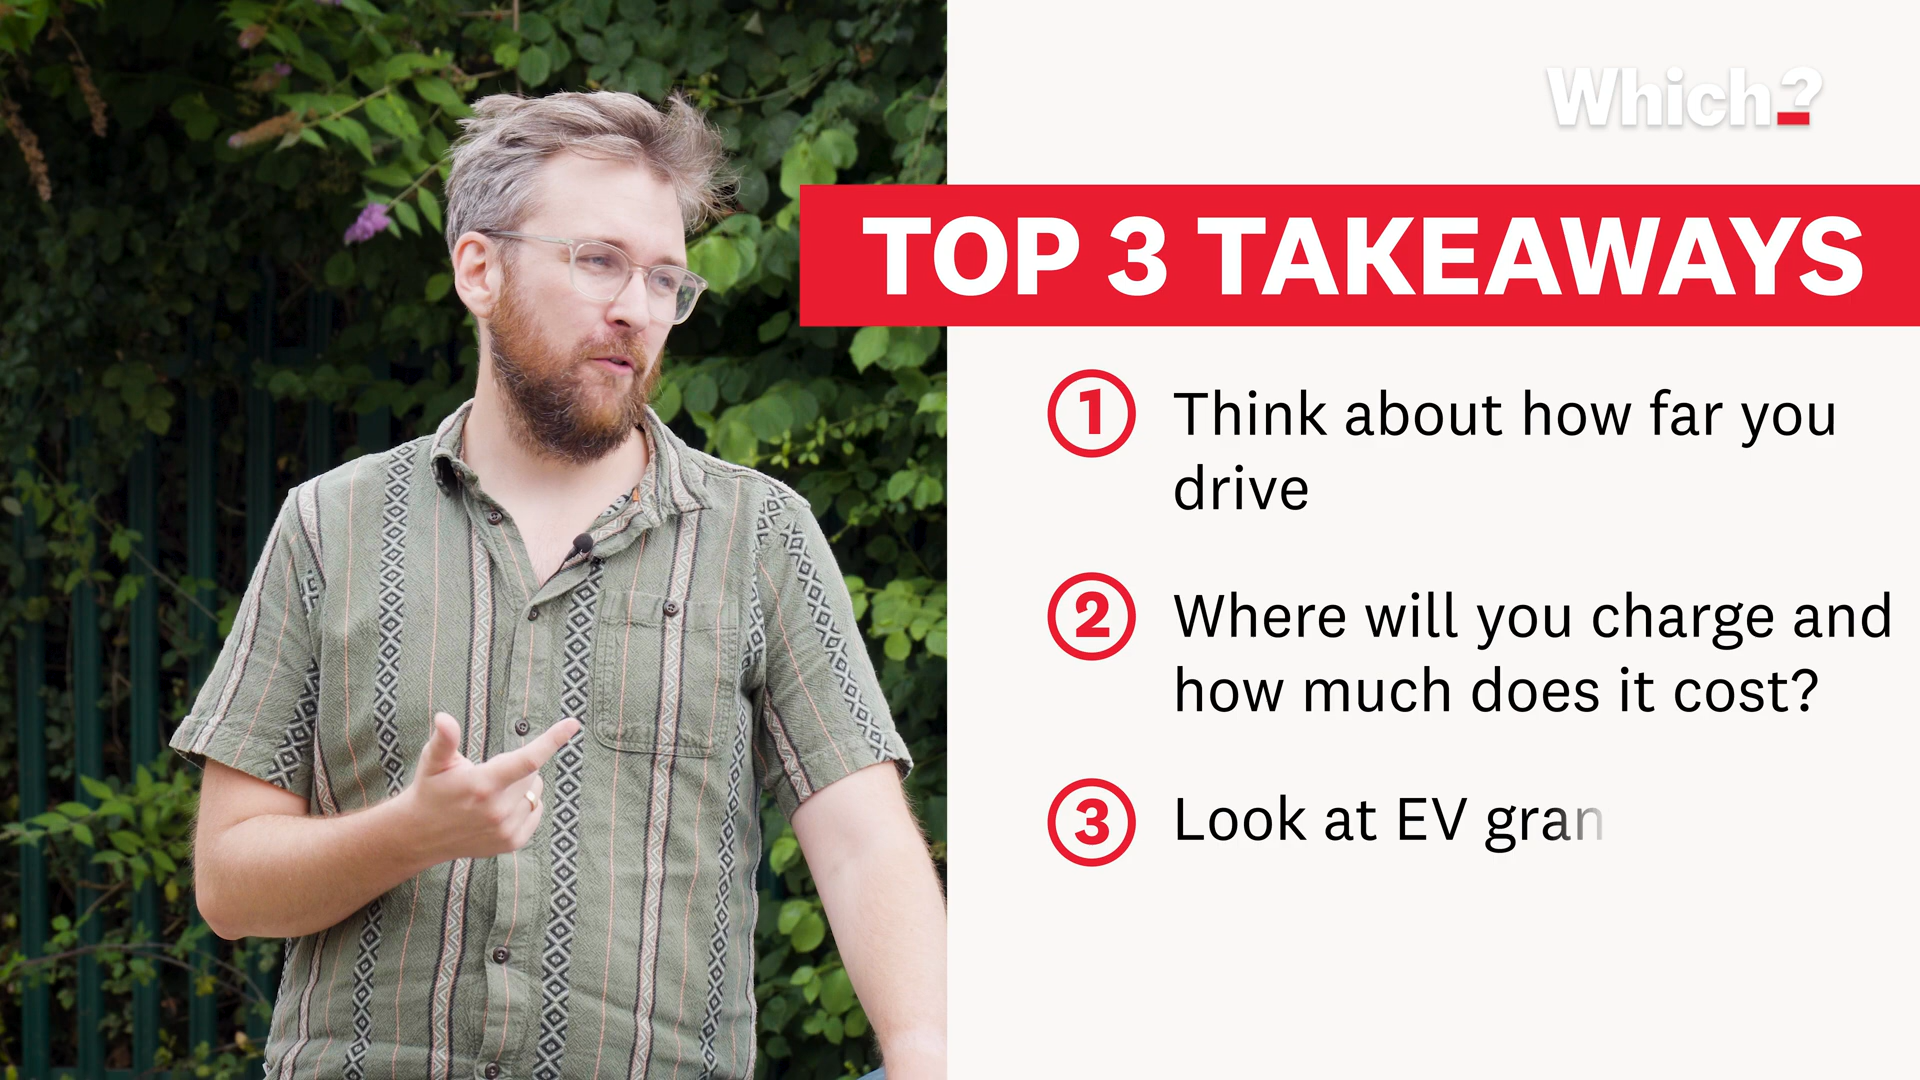 Which?
TOP 3 TAKEAWAYS
1 Think about how far you
drive
2 Where will you charge and
how much does it cost?
3 Look at EV gran